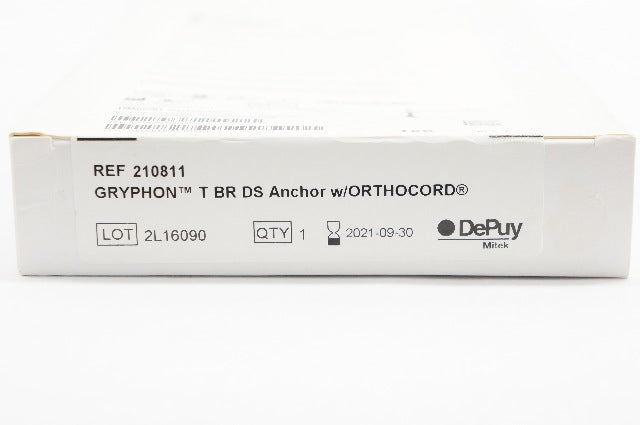 REF 210811
GRYPHON™ T BR DS Anchor w/ORTHOCORD®
LOT 2L16090 QTY 1 2021-09-30 DePuy
Mitek